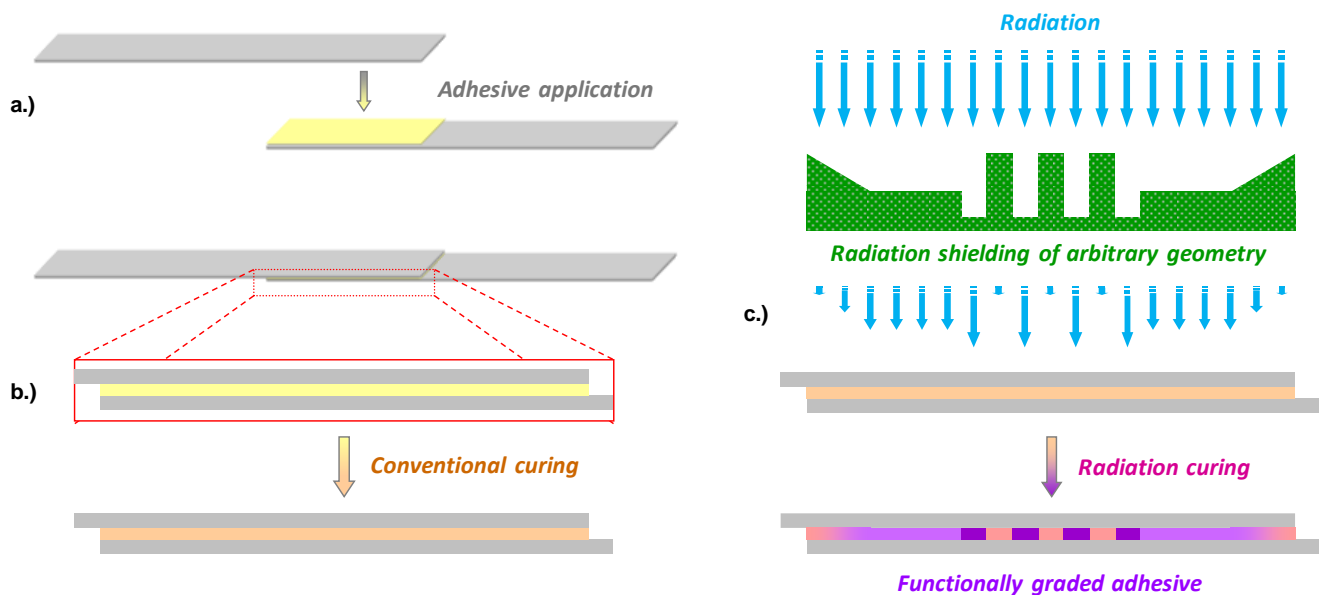 a.)
Adhesive application
b.)
Conventional curing
Radiation
Radiation shielding of arbitrary geometry
c.)
Radiation curing
Functionally graded adhesive